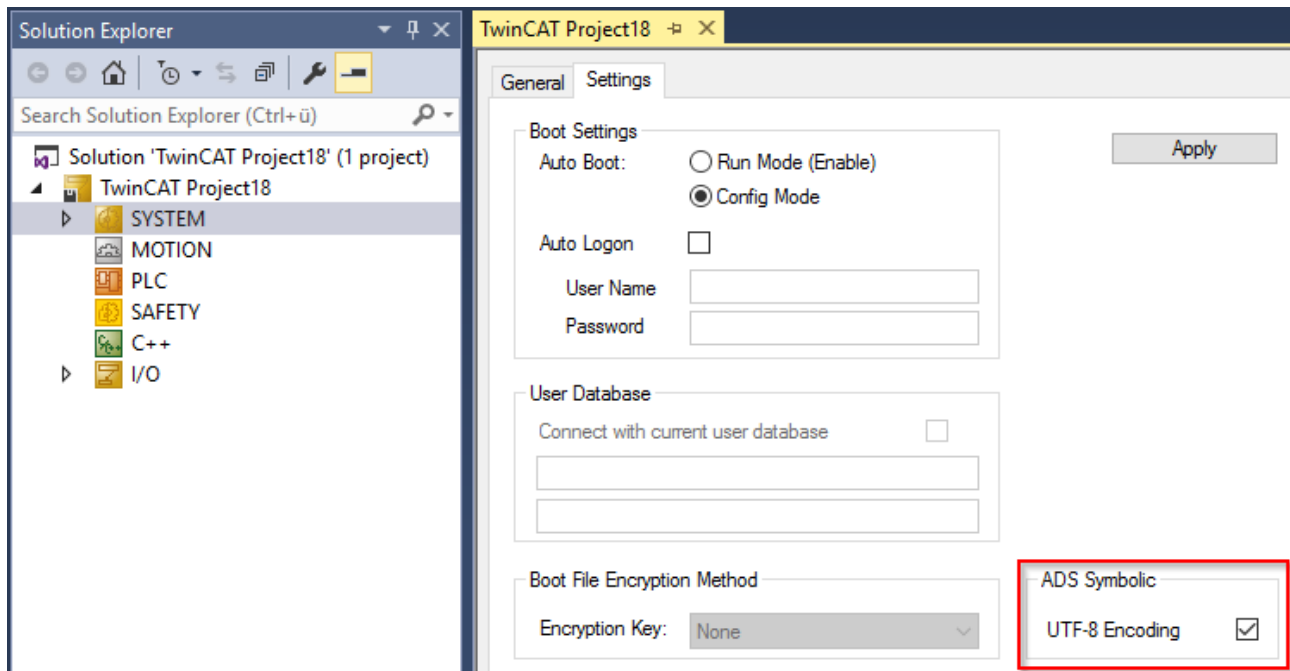 Solution Explorer
Search Solution Explorer (Ctrl+ü)
Solution 'TwinCAT Project18' (1 project)
TwinCAT Project18
SYSTEM
MOTION
PLC
SAFETY
C++
I/O
TwinCAT Project18
General Settings
Boot Settings
Auto Boot:
Run Mode (Enable)
Config Mode
Apply
Auto Logon
User Name
Password
User Database
Connect with current user database
Boot File Encryption Method
Encryption Key: None
ADS Symbolic
UTF-8 Encoding